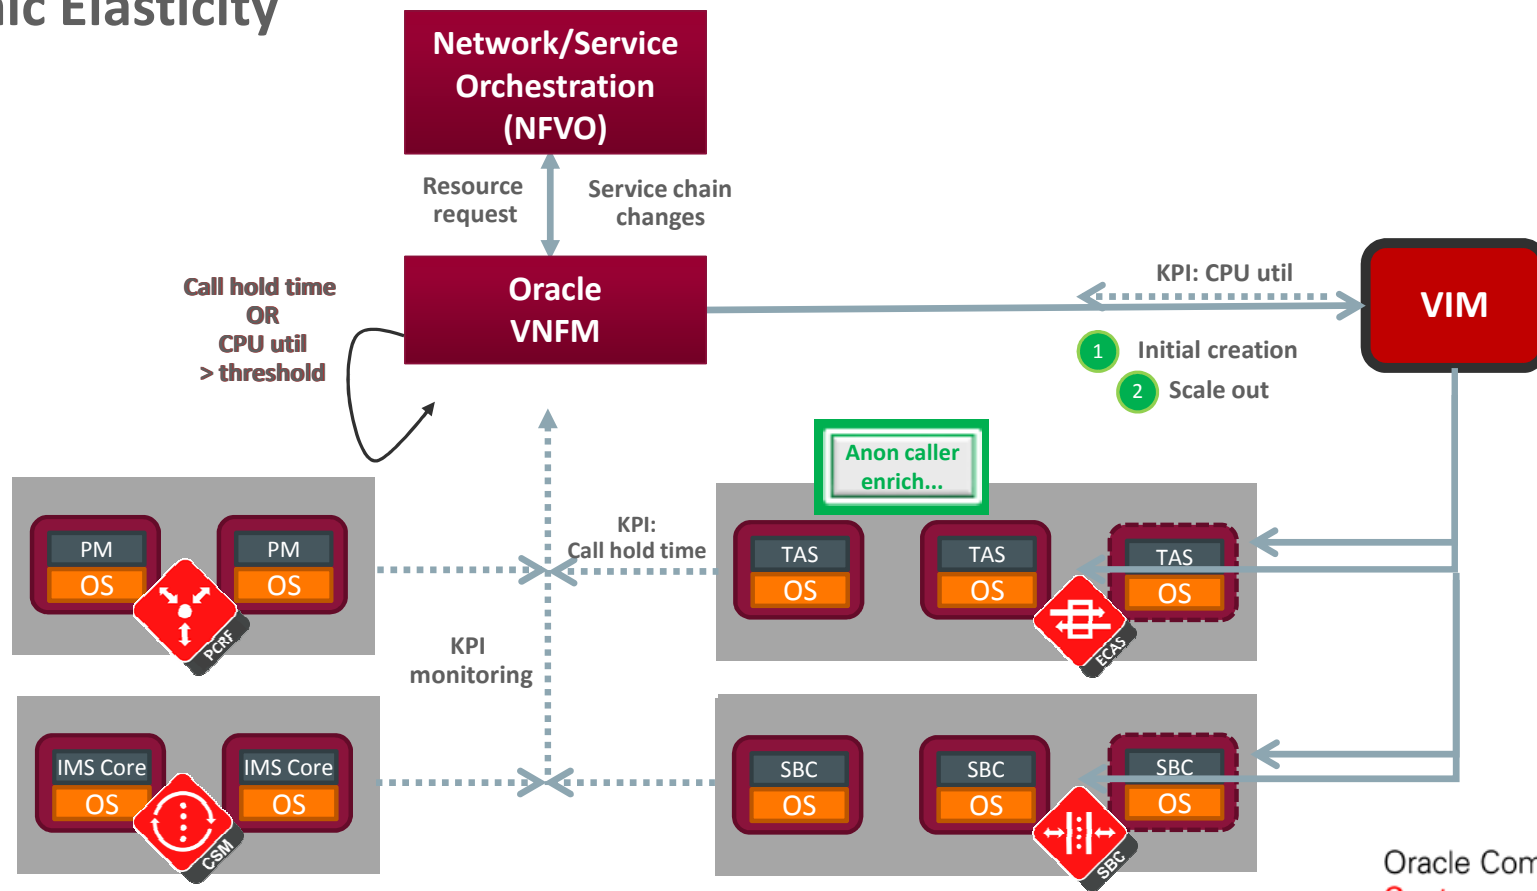 Elasticity
Network/Service
Orchestration
(NFVO)
Resource
request
Service chain
changes
Oracle
VNFM
Call hold time
OR
CPU util
> threshold
KPI: CPU util
VIM
1 Initial creation
2 Scale out
Anon caller
enrich...
PM
OS
PM
OS
PCRF
KPI:
Call hold time
TAS
OS
TAS
OS
TAS
OS
ECAS
KPI
monitoring
IMS Core
OS
IMS Core
OS
CSM
SBC
OS
SBC
OS
SBC
OS
SBC
Oracle